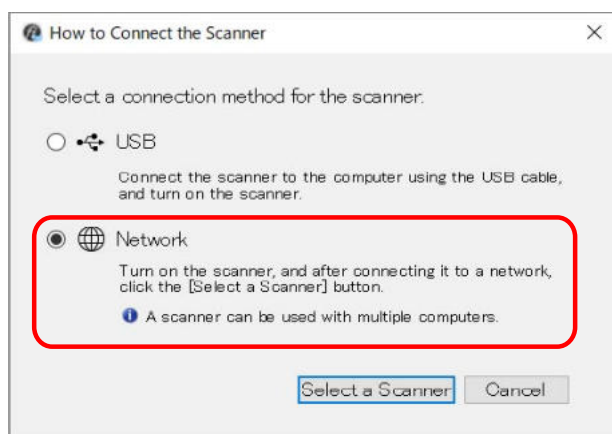 How to Connect the Scanner
Select a connection method for the scanner.
USB
Connect the scanner to the computer using the USB cable,
and turn on the scanner.
Network
Turn on the scanner, and after connecting it to a network,
click the [Select a Scanner] button.
A scanner can be used with multiple computers.
Select a Scanner Cancel